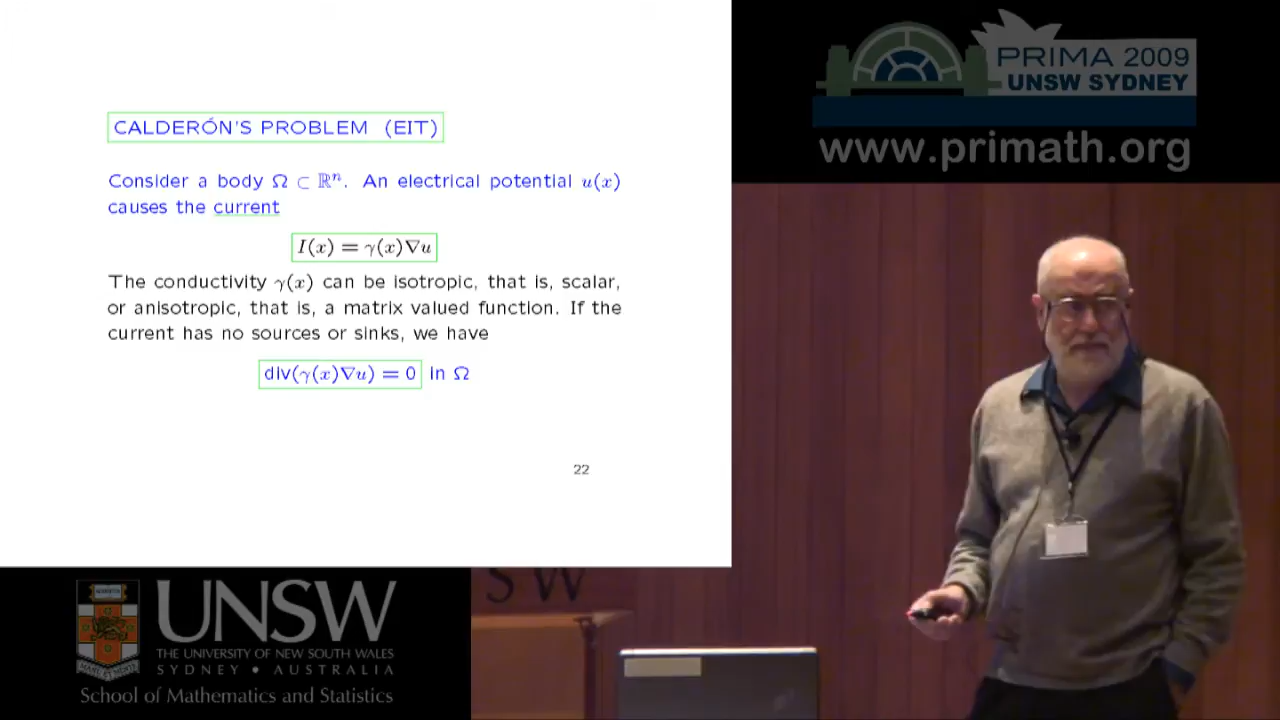 CALDERÓN'S PROBLEM (EIT)
Consider a body Ω ⊂ ℝⁿ. An electrical potential u(x)
causes the current
I(x) = γ(x)∇u
The conductivity γ(x) can be isotropic, that is, scalar,
or anisotropic, that is, a matrix valued function. If the
current has no sources or sinks, we have
div(γ(x)∇u) = 0 in Ω
22
PRIMA 2009
UNSW SYDNEY
www.primath.org
SW
UNSW
THE UNIVERSITY OF NEW SOUTH WALES
SYDNEY • AUSTRALIA
School of Mathematics and Statistics